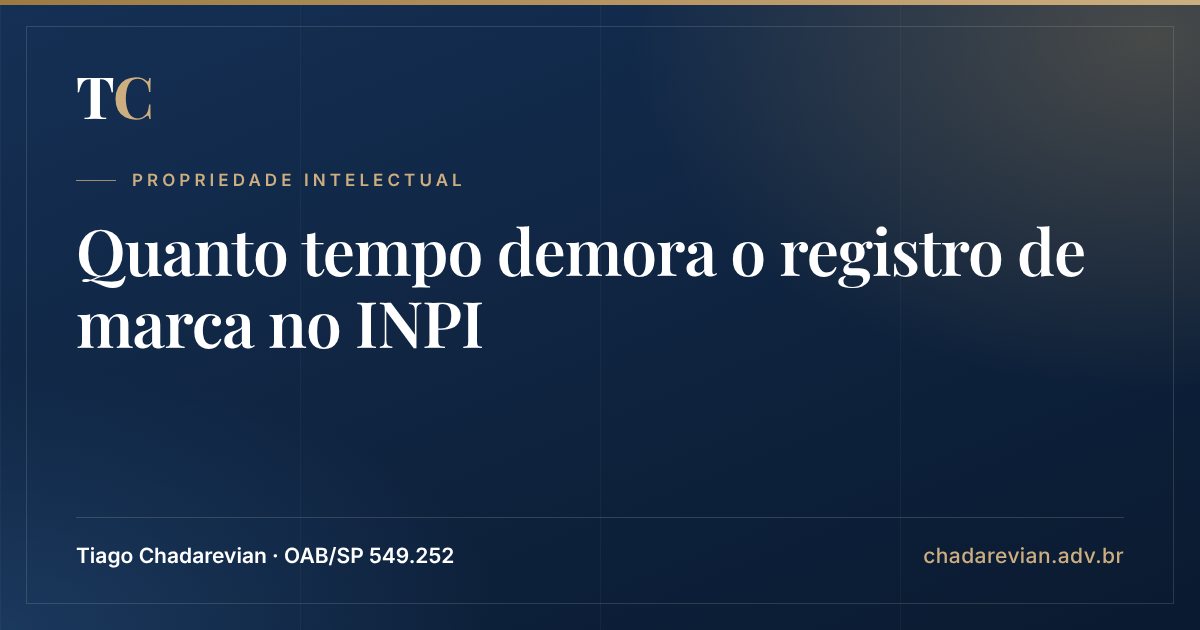 TC
PROPRIEDADE INTELECTUAL
Quanto tempo demora o registro de
marca no INPI
Tiago Chadarevian · OAB/SP 549.252
chadarevian.adv.br